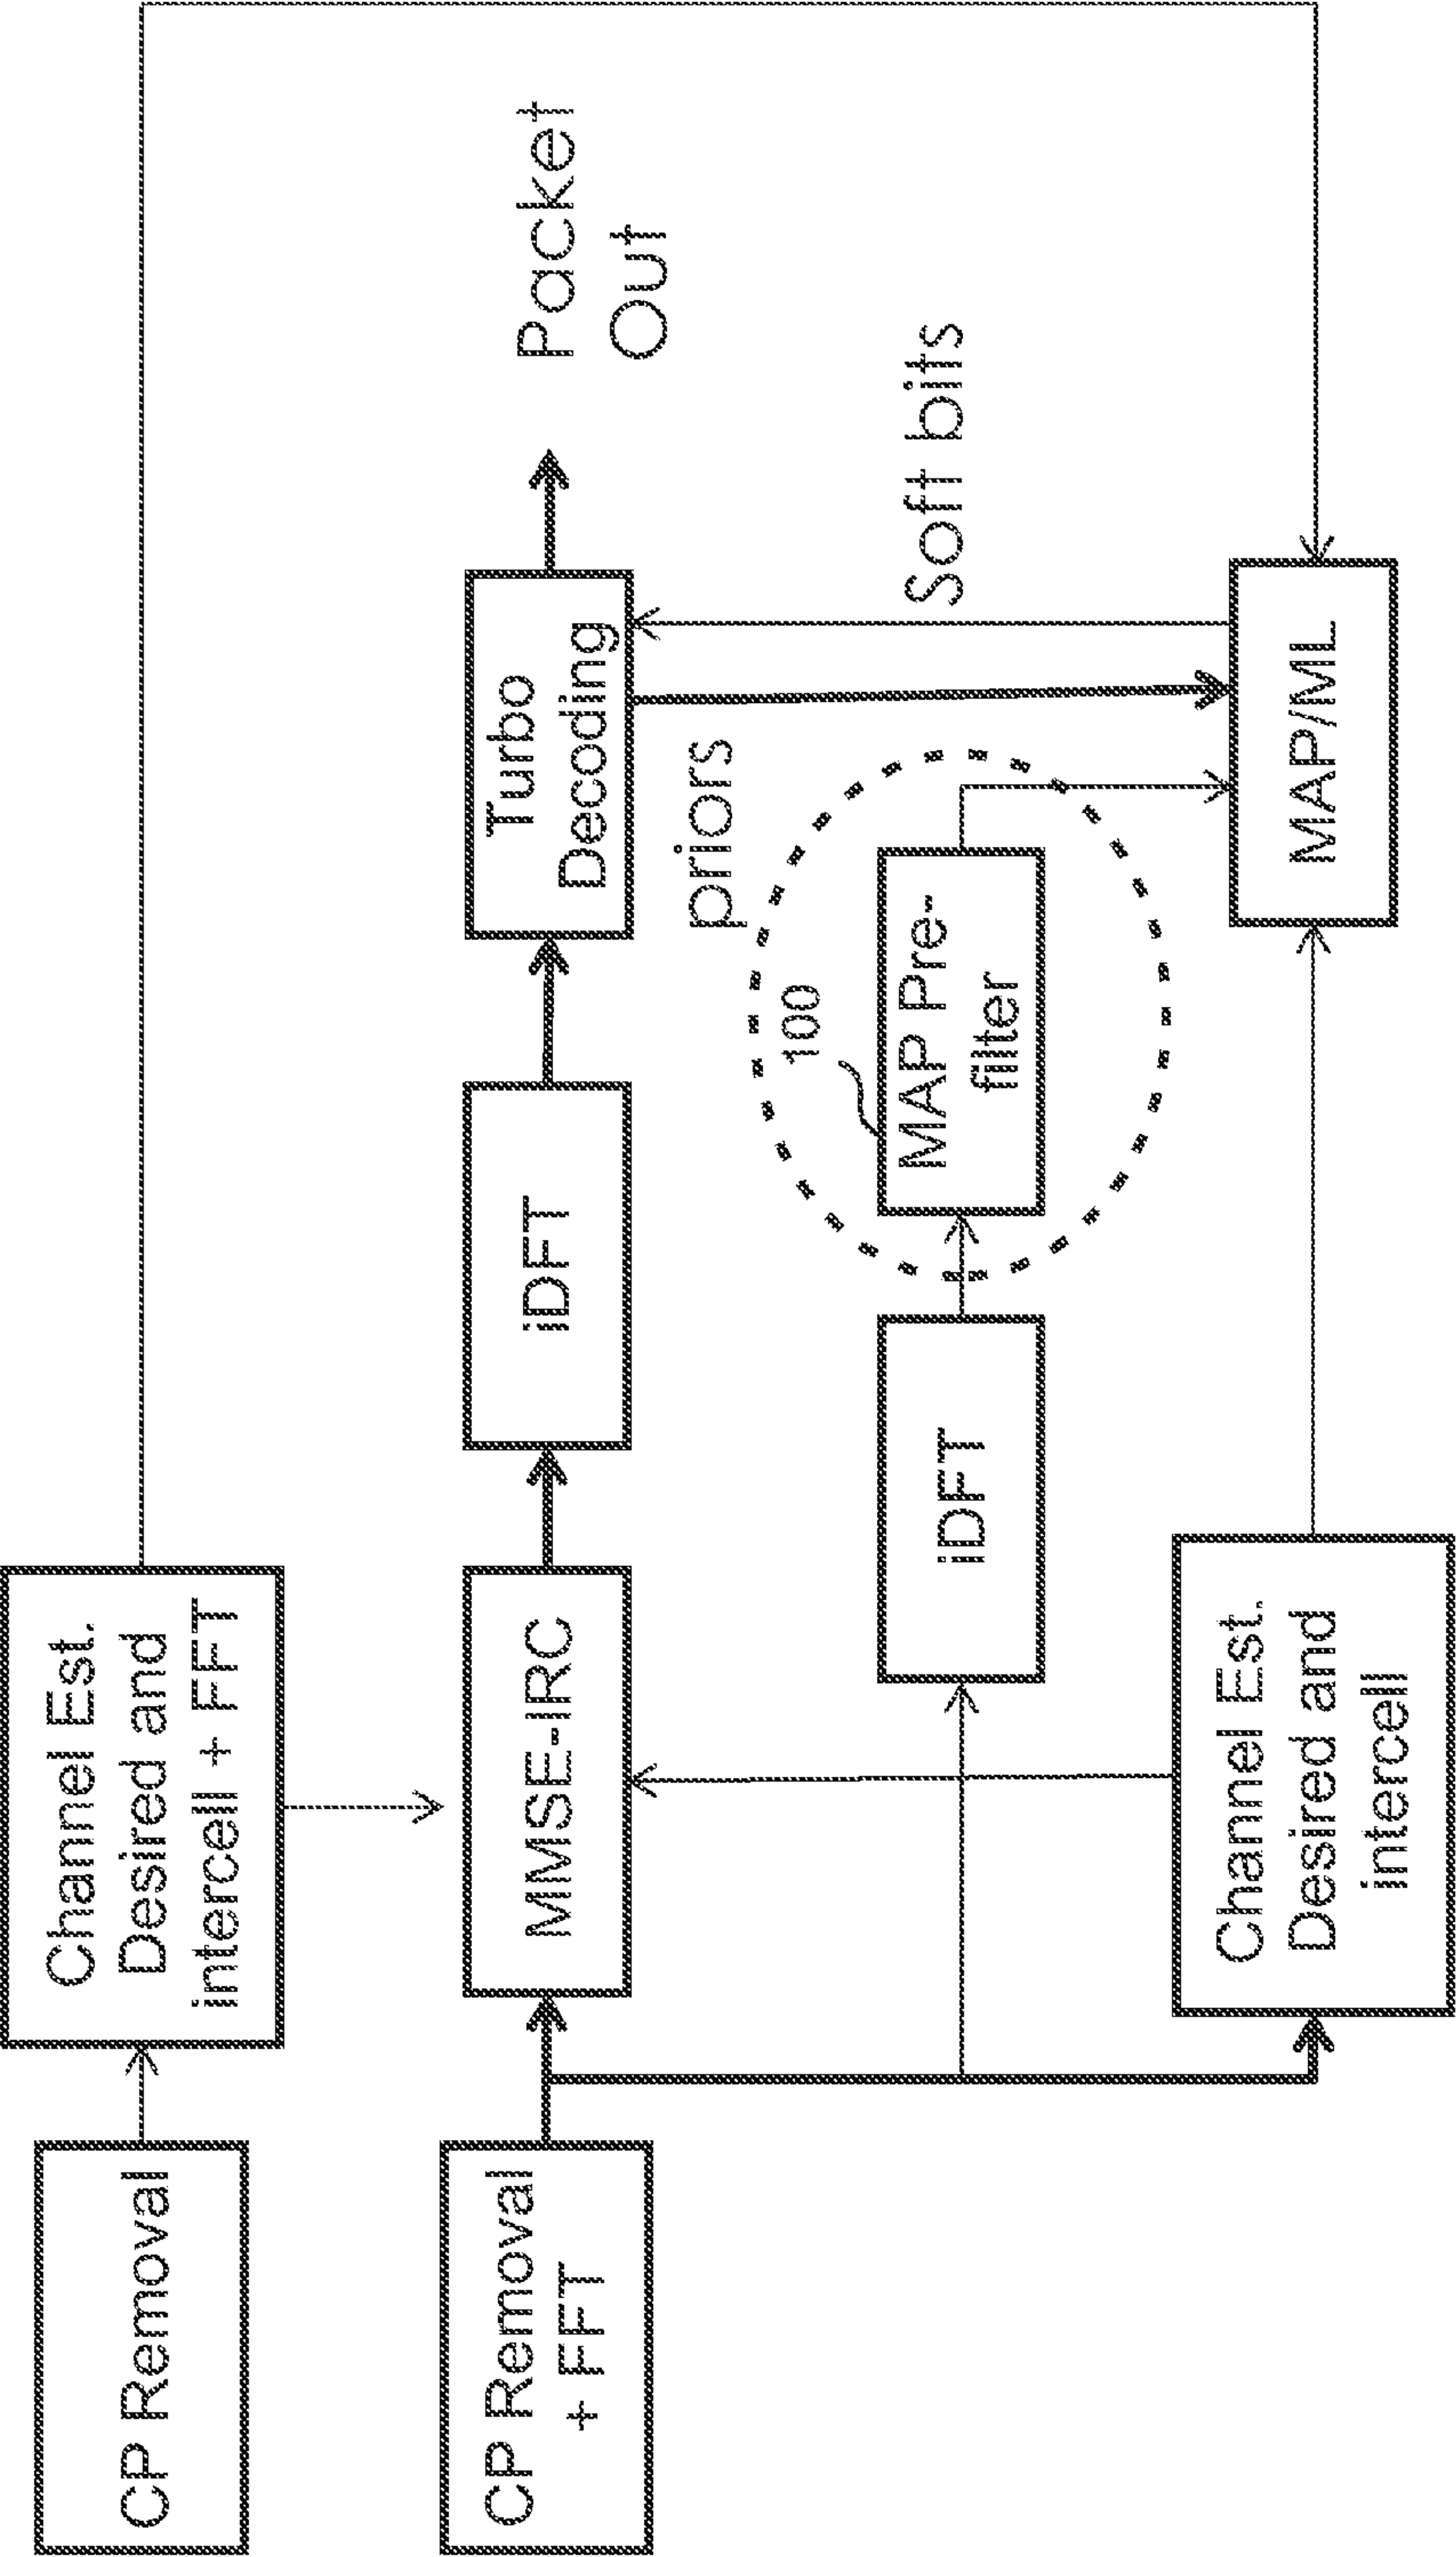 CP Removal
Channel Est.
Desired and
intercell + FFT
CP Removal
+ FFT
MMSE-IRC
iDFT
Turbo
Decoding
Packet
Out
priors
Soft bits
iDFT
100
MAP Pre-
filter
Channel Est.
Desired and
intercell
MAP/ML